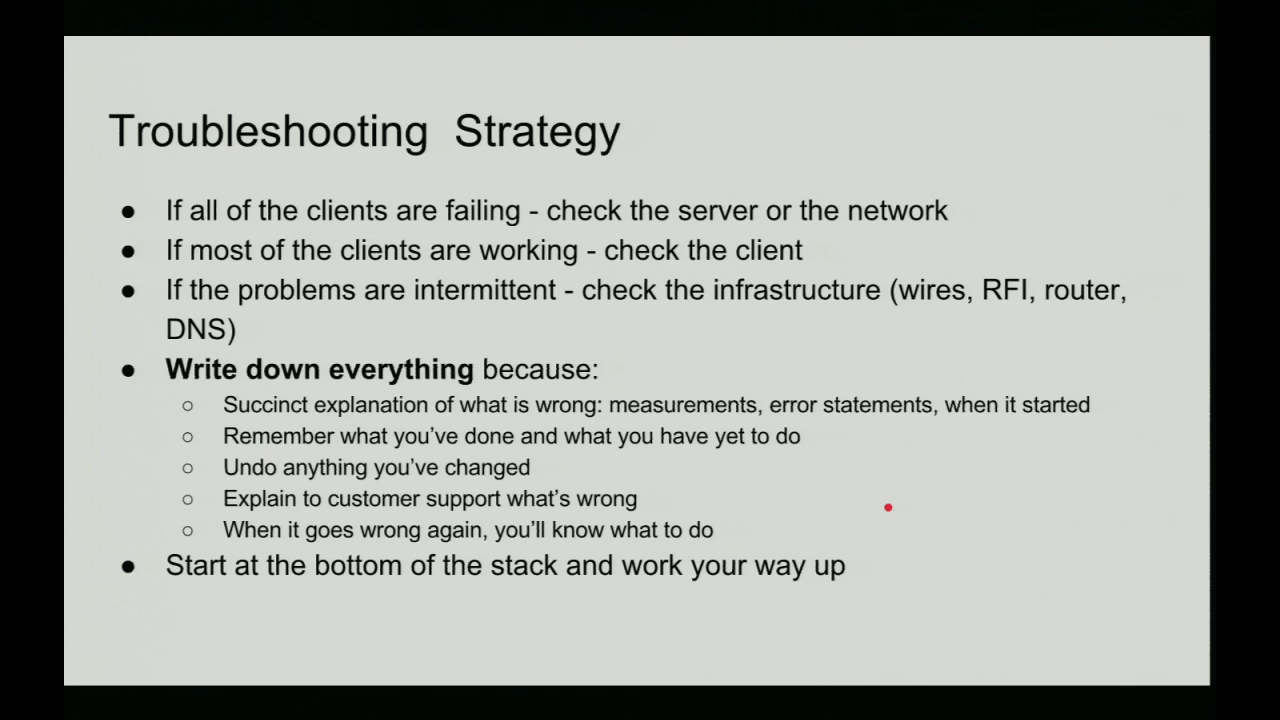 Troubleshooting Strategy
● If all of the clients are failing - check the server or the network
● If most of the clients are working - check the client
● If the problems are intermittent - check the infrastructure (wires, RFI, router,
DNS)
● Write down everything because:
○ Succinct explanation of what is wrong: measurements, error statements, when it started
○ Remember what you’ve done and what you have yet to do
○ Undo anything you’ve changed
○ Explain to customer support what’s wrong
○ When it goes wrong again, you’ll know what to do
● Start at the bottom of the stack and work your way up